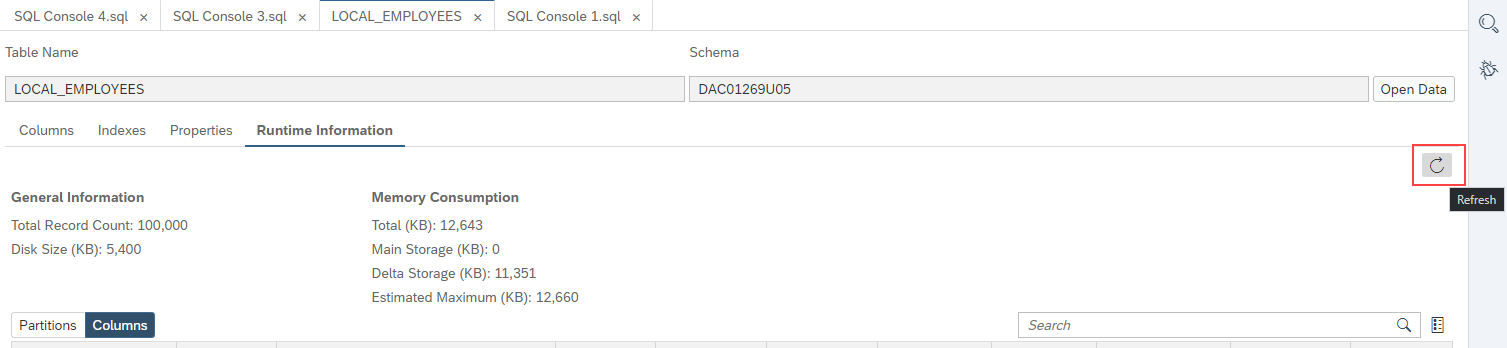 SQL Console 4.sql × SQL Console 3.sql × LOCAL_EMPLOYEES × SQL Console 1.sql ×
Table Name Schema
LOCAL_EMPLOYEES DAC01269U05 Open Data
Columns Indexes Properties Runtime Information
Refresh
General Information Memory Consumption
Total Record Count: 100,000 Total (KB): 12,643
Disk Size (KB): 5,400 Main Storage (KB): 0
Delta Storage (KB): 11,351
Estimated Maximum (KB): 12,660
Partitions Columns Search